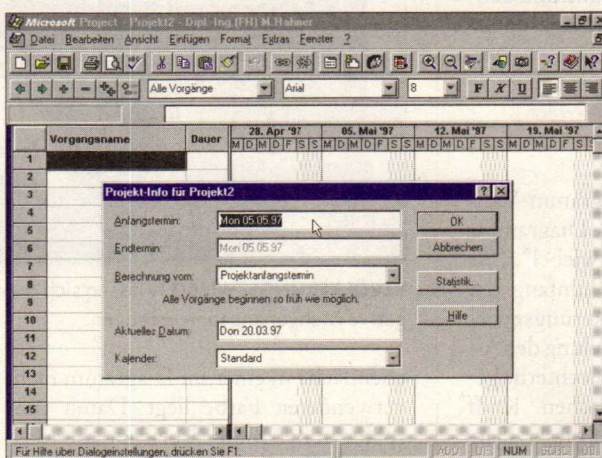 Microsoft Project - Projekt2 - Dipl.-Ing.(FH) M.Hahner
Datei Bearbeiten Ansicht Einfügen Format Extras Fenster ?
Alle Vorgänge Arial 8 F K U
Vorgangsname Dauer 28. Apr '97 05. Mai '97 12. Mai '97 19. Mai '97
M D M D F S S M D M D F S S M D M D F S S M D M D F S S
1
2
3
4
5
6
7
8
9
10
11
12
13
14
15
Projekt-Info für Projekt2
Anfangstermin: Mon 05.05.97 OK
Endtermin: Mon 05.05.97 Abbrechen
Berechnung vom: Projektanfangstermin Statistik...
Alle Vorgänge beginnen so früh wie möglich.
Hilfe
Aktuelles Datum: Don 20.03.97
Kalender: Standard
Für Hilfe über Dialogeinstellungen, drücken Sie F1. NUM